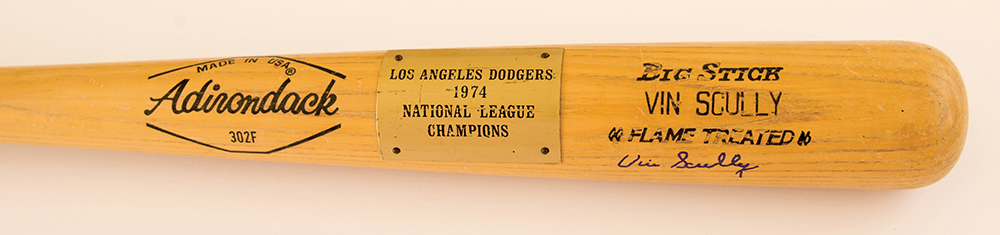 MADE IN USA ®
Adirondack
302F
LOS ANGELES DODGERS
1974
NATIONAL LEAGUE
CHAMPIONS
BIG STICK
VIN SCULLY
FLAME TREATED
Vin Scully